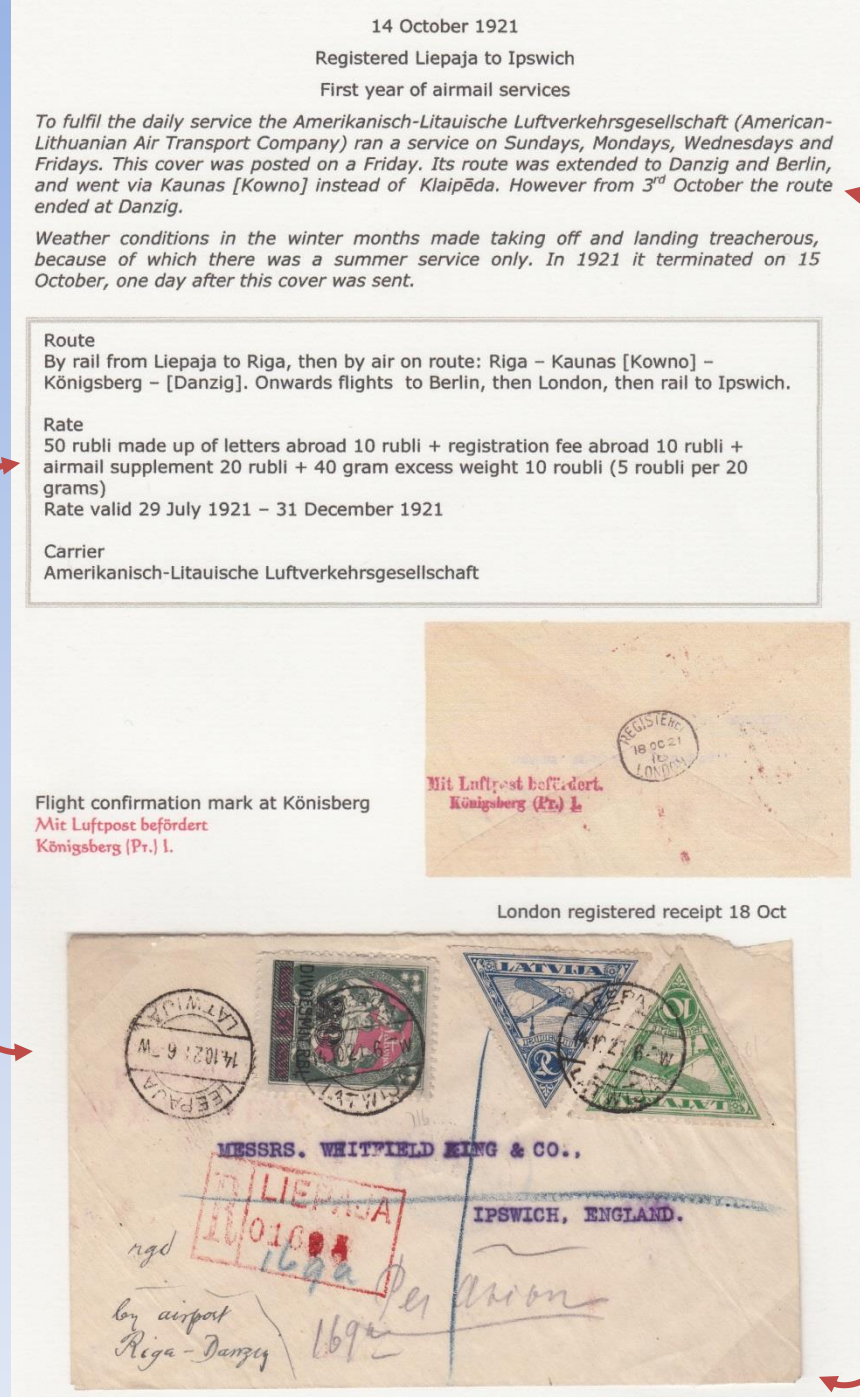 14 October 1921
Registered Liepaja to Ipswich
First year of airmail services
To fulfil the daily service the Amerikanisch-Litauische Luftverkehrsgesellschaft (American-
Lithuanian Air Transport Company) ran a service on Sundays, Mondays, Wednesdays and
Fridays. This cover was posted on a Friday. Its route was extended to Danzig and Berlin,
and went via Kaunas [Kowno] instead of Klaipēda. However from 3rd October the route
ended at Danzig.
Weather conditions in the winter months made taking off and landing treacherous,
because of which there was a summer service only. In 1921 it terminated on 15
October, one day after this cover was sent.
Route
By rail from Liepaja to Riga, then by air on route: Riga – Kaunas [Kowno] –
Königsberg – [Danzig]. Onwards flights to Berlin, then London, then rail to Ipswich.
Rate
50 rubli made up of letters abroad 10 rubli + registration fee abroad 10 rubli +
airmail supplement 20 rubli + 40 gram excess weight 10 roubli (5 roubli per 20
grams)
Rate valid 29 July 1921 – 31 December 1921
Carrier
Amerikanisch-Litauische Luftverkehrsgesellschaft
REGISTERED
18 OC 21
LONDON
Mit Luftpost befördert.
Königsberg (Pr.) 1.
Flight confirmation mark at Könisberg
Mit Luftpost befördert
Königsberg (Pr.) 1.
London registered receipt 18 Oct
LATWIJA
14.10.21 6-W
LEEPAJA
DIVDESMIT RBL.
LATVIJA
20
10
LATVIJA
LEEPAJA
MESSRS. WHITFIELD KING & CO.,
IPSWICH, ENGLAND.
R
LIEPAJA
169a
rgd
by airpost
Riga - Danzig
Per Avion
169a